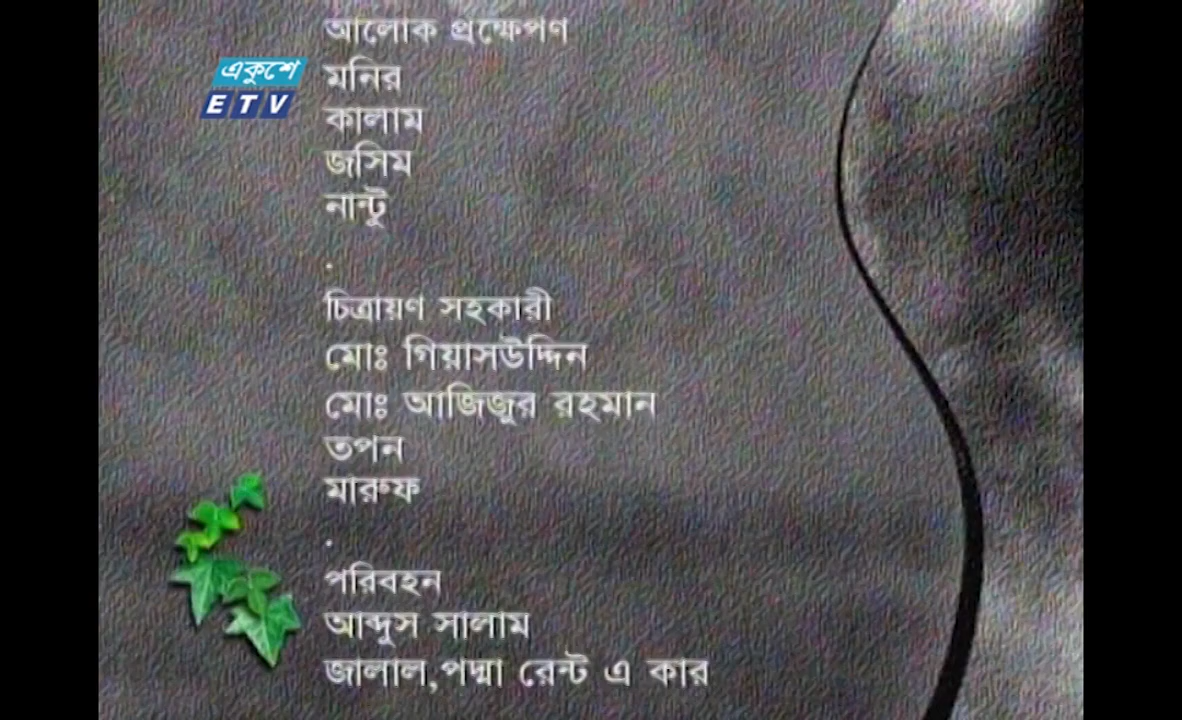 একুশে
ETV
আলোক প্রক্ষেপণ
মনির
কালাম
জসিম
নান্টু
.
চিত্রায়ণ সহকারী
মোঃ গিয়াসউদ্দিন
মোঃ আজিজুর রহমান
তপন
মারুফ
.
পরিবহন
আব্দুস সালাম
জালাল,পদ্মা রেন্ট এ কার